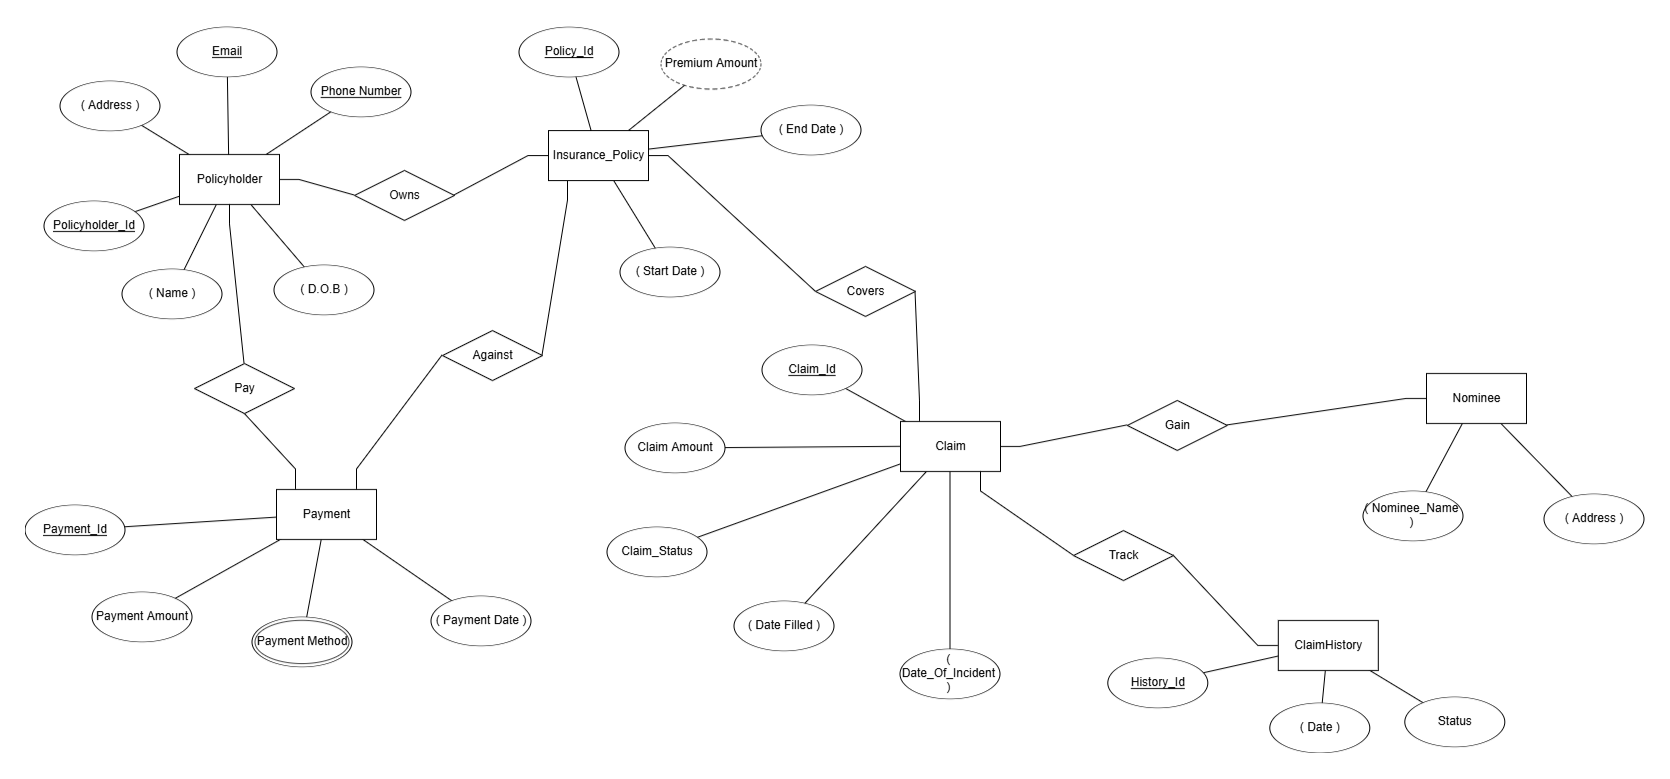 Email
Policy_Id
Premium Amount
( Address )
Phone Number
( End Date )
Insurance_Policy
Policyholder
Owns
Policyholder_Id
( Name )
( D.O.B )
( Start Date )
Covers
Against
Pay
Claim_Id
Nominee
Gain
Claim Amount
Claim
( Nominee_Name
)
( Address )
Payment
Payment_Id
Claim_Status
Track
Payment Amount
Payment Method
( Payment Date )
( Date Filled )
(
Date_Of_Incident
)
ClaimHistory
History_Id
( Date )
Status